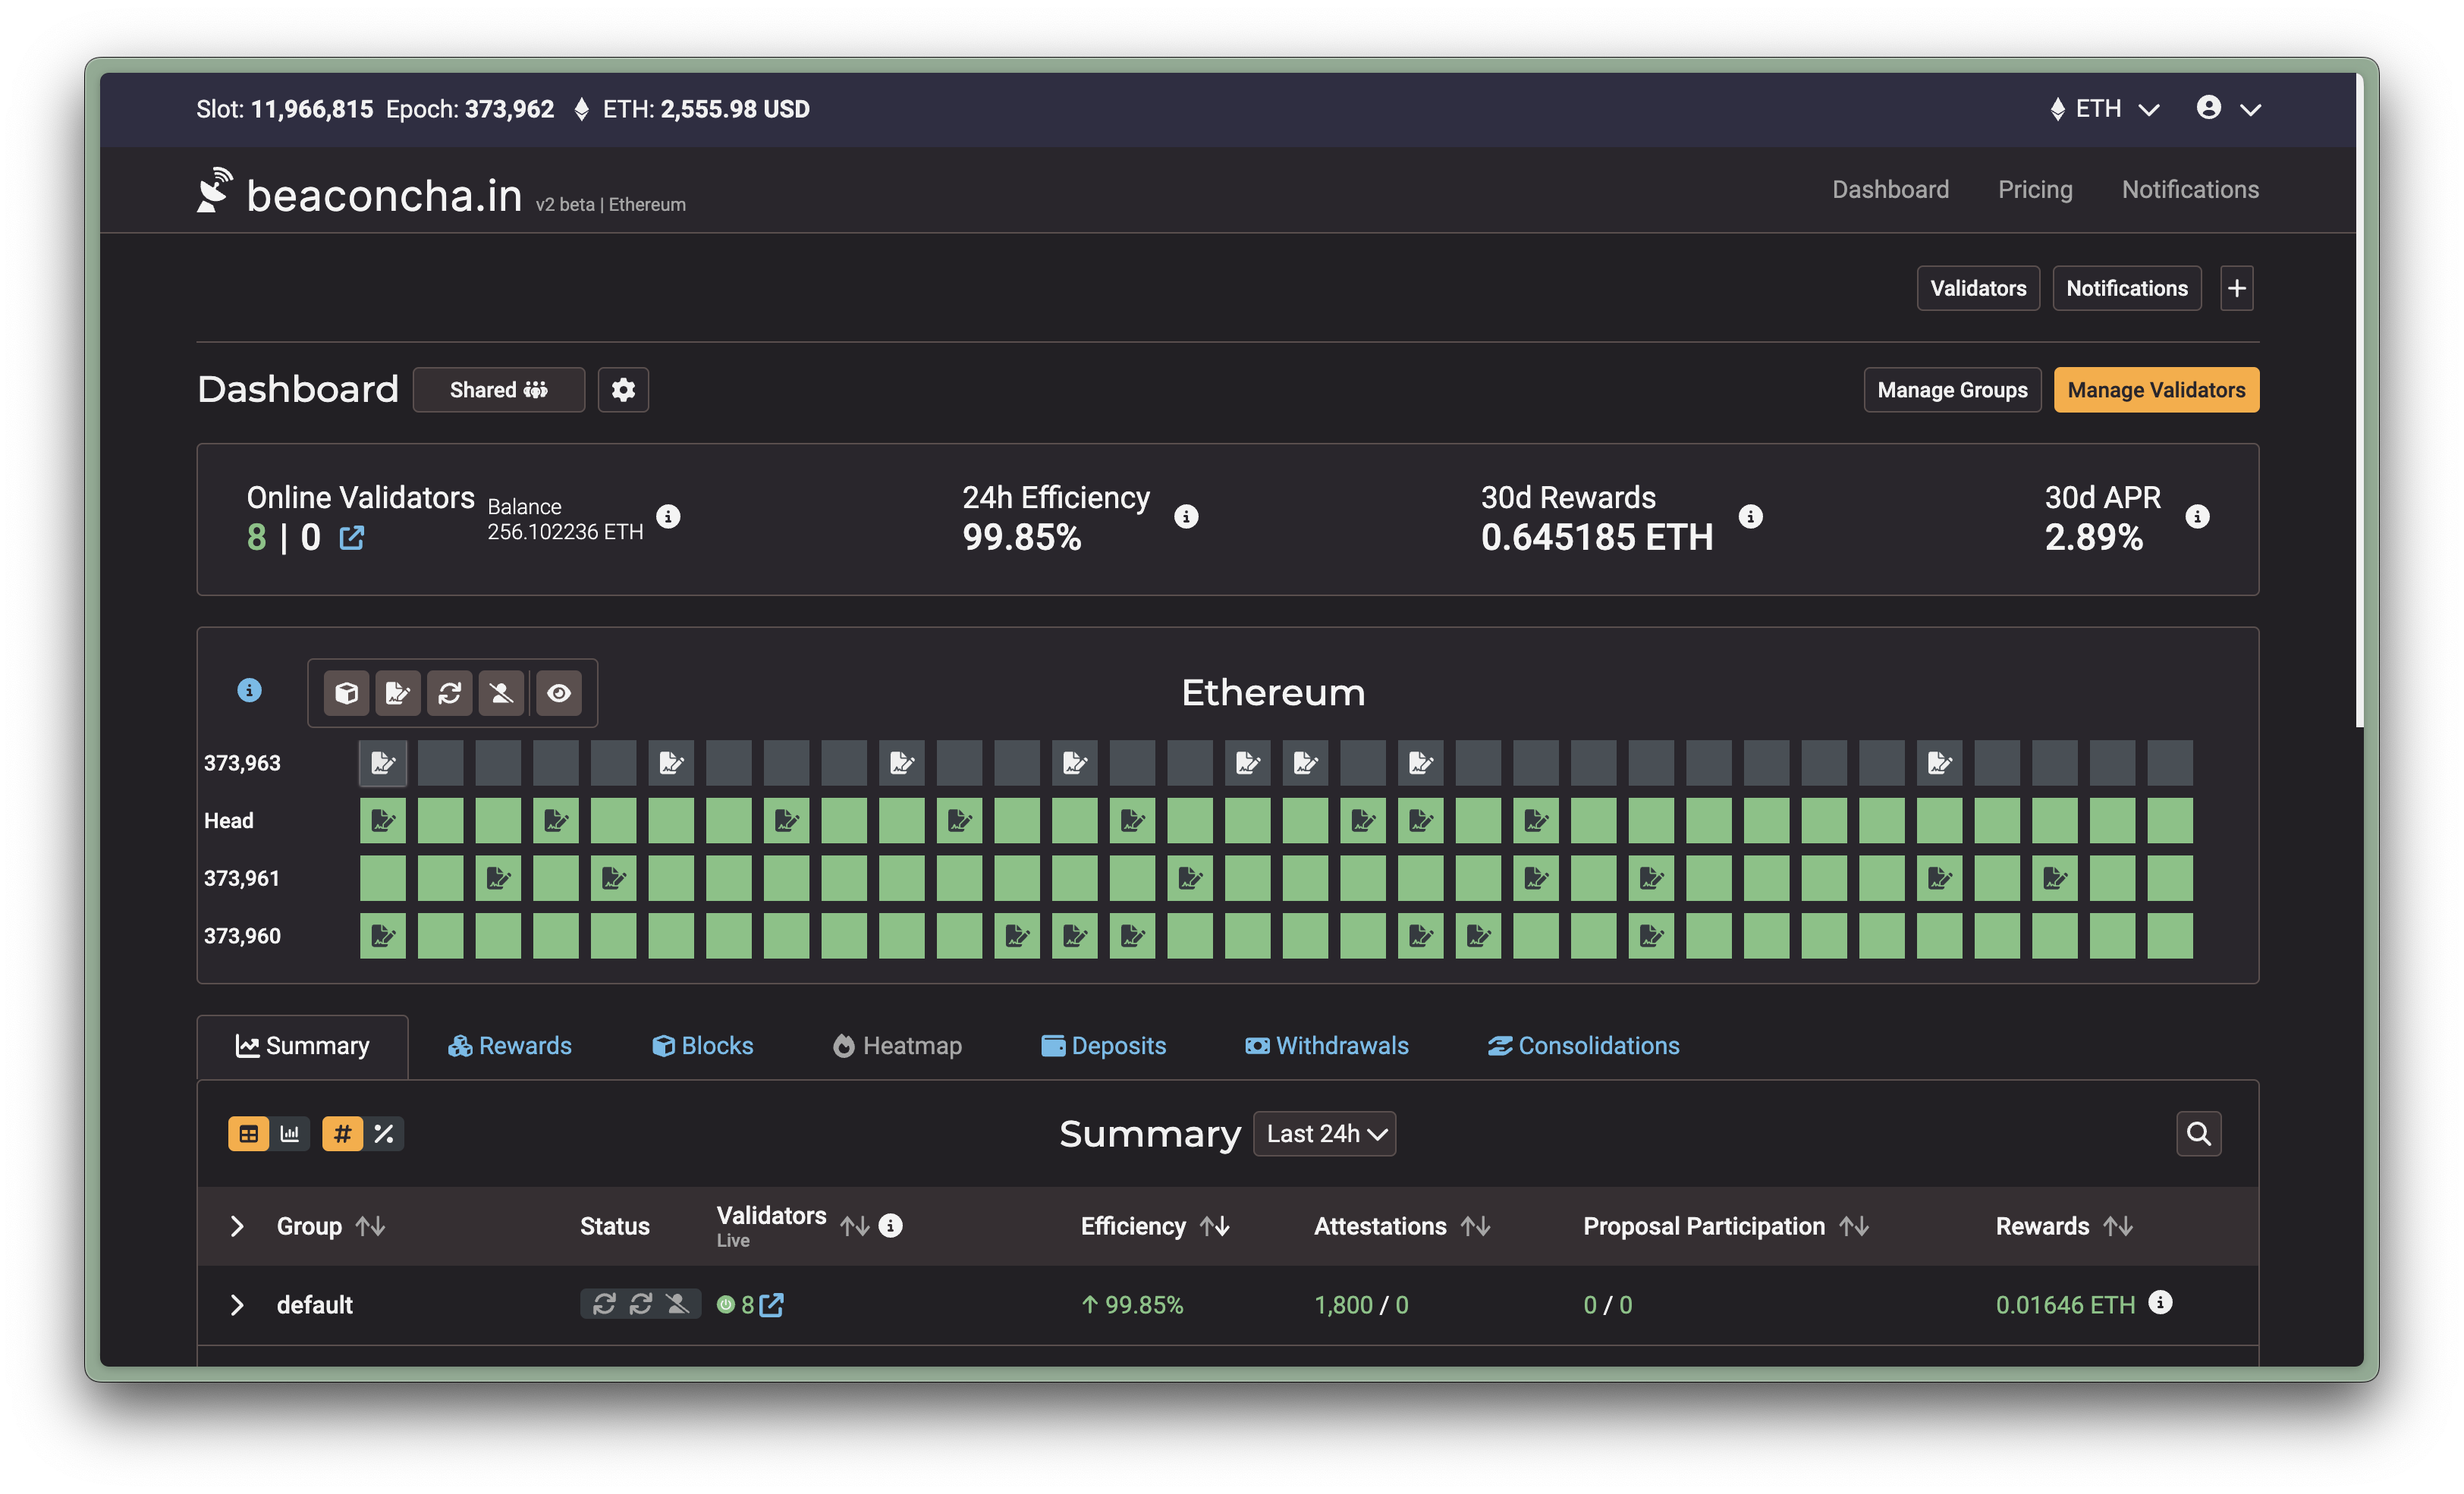 Slot: 11,966,815 Epoch: 373,962 ETH: 2,555.98 USD
ETH
beaconcha.in v2 beta | Ethereum
Dashboard Pricing Notifications
Validators Notifications +
Dashboard Shared
Manage Groups Manage Validators
Online Validators
8 | 0
Balance
256.102236 ETH
24h Efficiency
99.85%
30d Rewards
0.645185 ETH
30d APR
2.89%
Ethereum
373,963
Head
373,961
373,960
Summary Rewards Blocks Heatmap Deposits Withdrawals Consolidations
# %
Summary Last 24h
Group Status Validators Efficiency Attestations Proposal Participation Rewards
Live
default 8 99.85% 1,800 / 0 0 / 0 0.01646 ETH